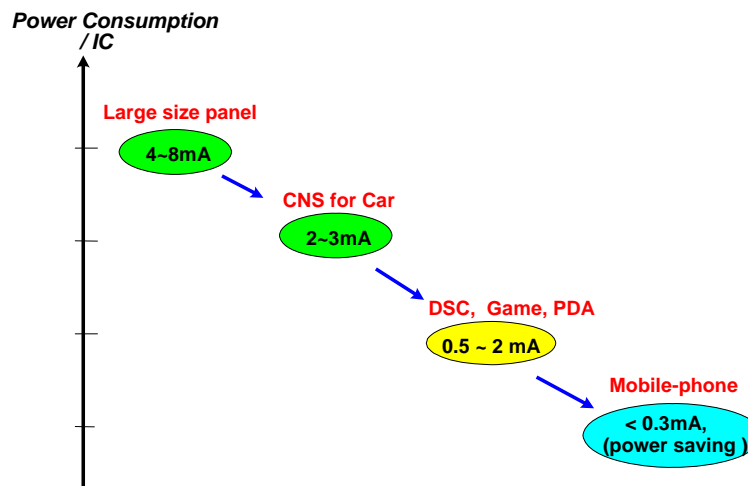 Power Consumption
/ IC
Large size panel
4~8mA
CNS for Car
2~3mA
DSC,  Game, PDA
0.5 ~ 2 mA
Mobile-phone
< 0.3mA,
(power saving )